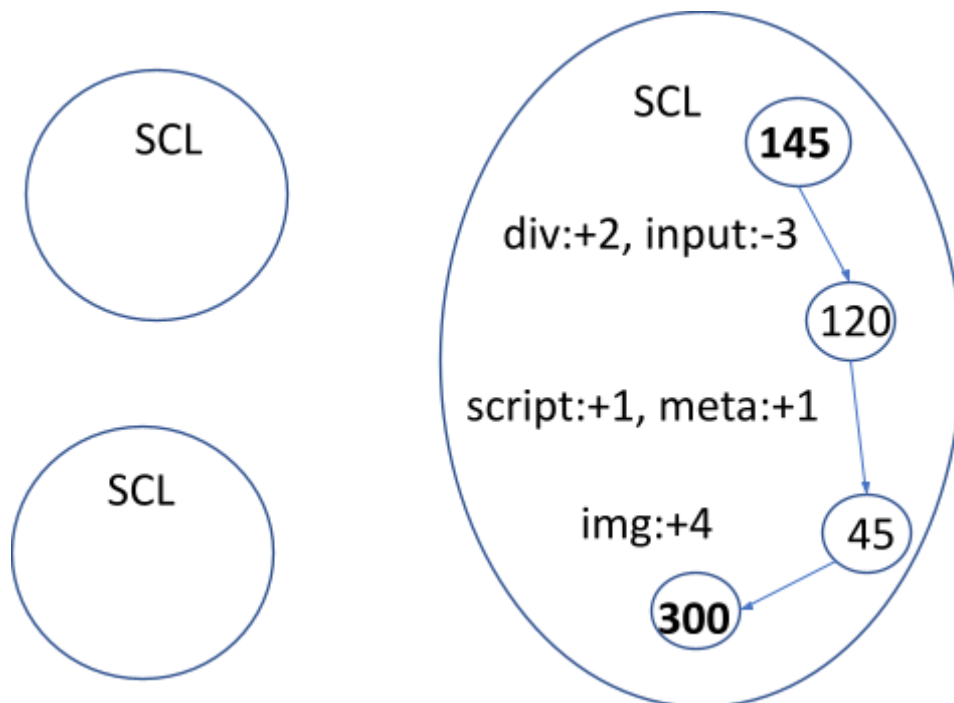 SCL
SCL
145
div:+2, input:-3
120
script:+1, meta:+1
SCL
img:+4
45
300